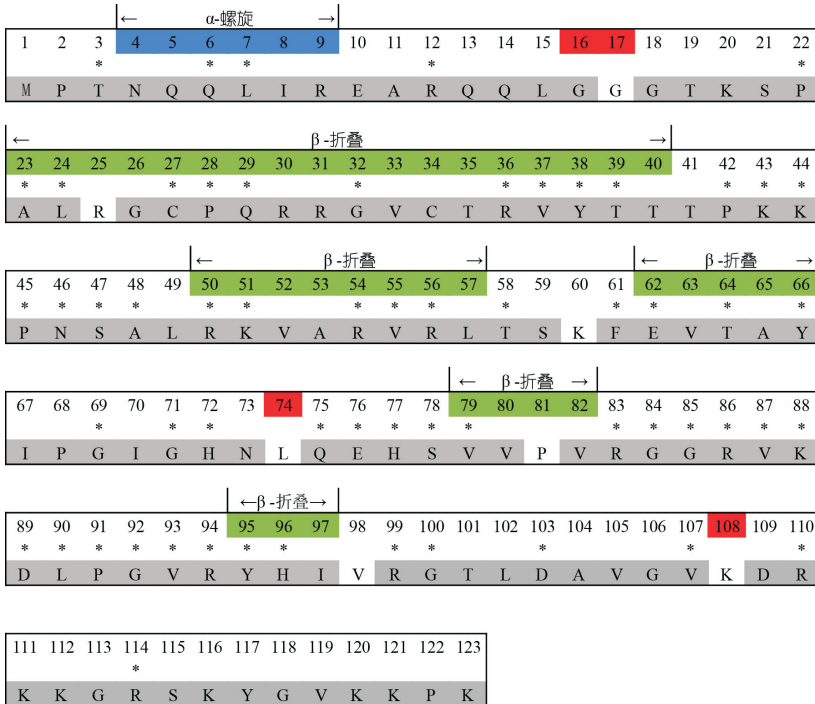 ← α-螺旋 →
1 2 3 4 5 6 7 8 9 10 11 12 13 14 15 16 17 18 19 20 21 22
* * * * *
M P T N Q Q L I R E A R Q Q L G G G T K S P
← β-折叠 →
23 24 25 26 27 28 29 30 31 32 33 34 35 36 37 38 39 40 41 42 43 44
* * * * * * * * * * * * *
A L R G C P Q R R G V C T R V Y T T T P K K
← β-折叠 → ← β-折叠 →
45 46 47 48 49 50 51 52 53 54 55 56 57 58 59 60 61 62 63 64 65 66
* * * * * * * * * * * * * *
P N S A L R K V A R V R L T S K F E V T A Y
← β-折叠 →
67 68 69 70 71 72 73 74 75 76 77 78 79 80 81 82 83 84 85 86 87 88
* * * * * * * * * * * * * *
I P G I G H N L Q E H S V V P V R G G R V K
←β-折叠→
89 90 91 92 93 94 95 96 97 98 99 100 101 102 103 104 105 106 107 108 109 110
* * * * * * * * * * * * *
D L P G V R Y H I V R G T L D A V G V K D R
111 112 113 114 115 116 117 118 119 120 121 122 123
*
K K G R S K Y G V K K P K